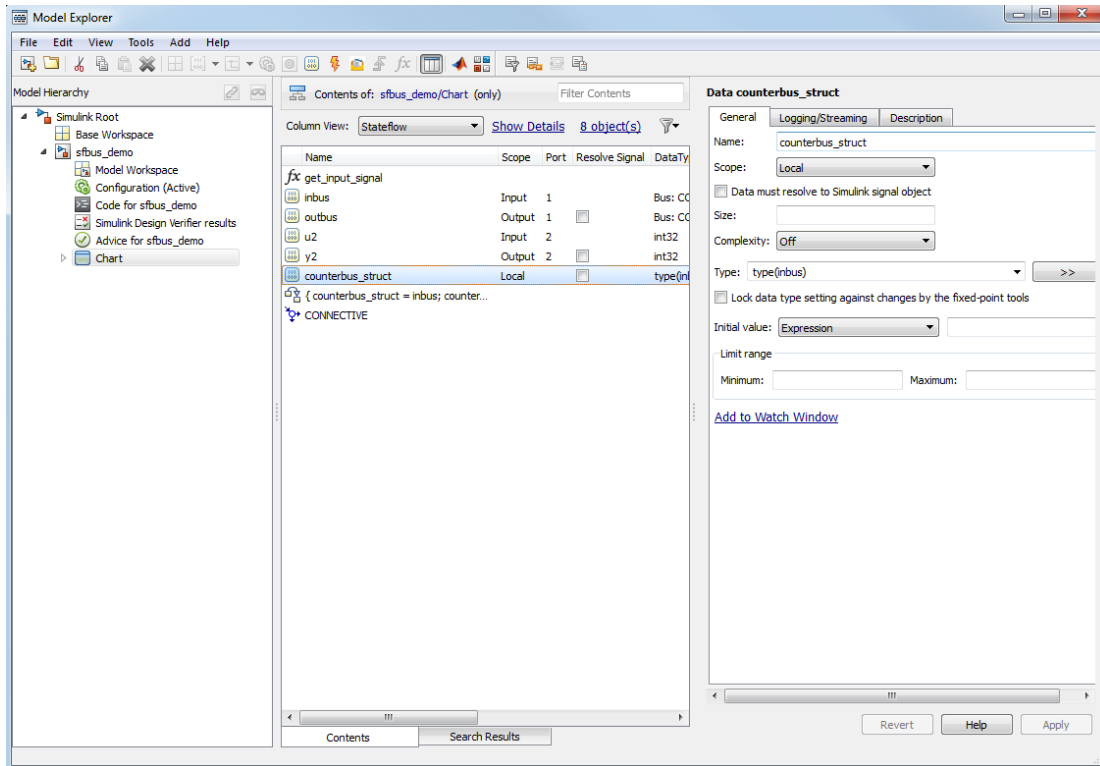 Model Explorer
File Edit View Tools Add Help
Model Hierarchy
Simulink Root
Base Workspace
sfbus_demo
Model Workspace
Configuration (Active)
Code for sfbus_demo
Simulink Design Verifier results
Advice for sfbus_demo
Chart
Contents of: sfbus_demo/Chart (only) Filter Contents
Column View: Stateflow Show Details 8 object(s)
Name Scope Port Resolve Signal DataTy
fx get_input_signal
inbus Input 1 Bus: CO
outbus Output 1 Bus: CO
u2 Input 2 int32
y2 Output 2 int32
counterbus_struct Local type(inl
{ counterbus_struct = inbus; counter...
CONNECTIVE
Contents Search Results
Data counterbus_struct
General Logging/Streaming Description
Name: counterbus_struct
Scope: Local
Data must resolve to Simulink signal object
Size:
Complexity: Off
Type: type(inbus) >>
Lock data type setting against changes by the fixed-point tools
Initial value: Expression
Limit range
Minimum: Maximum:
Add to Watch Window
Revert Help Apply